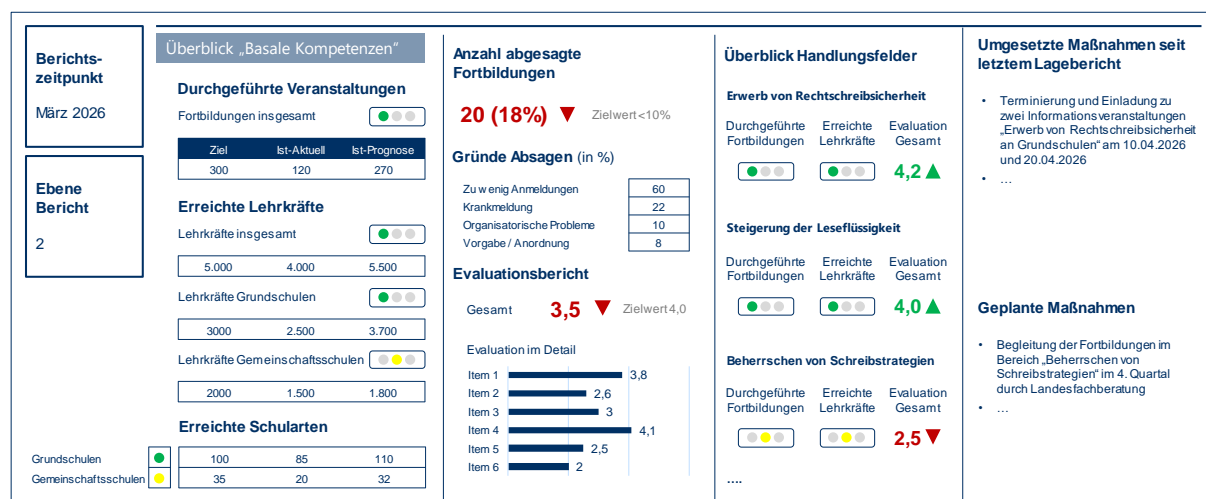 Berichts-
zeitpunkt
März 2026
Ebene
Bericht
2
Überblick „Basale Kompetenzen“
Durchgeführte Veranstaltungen
Fortbildungen insgesamt
Ziel Ist-Aktuell Ist-Prognose
300 120 270
Erreichte Lehrkräfte
Lehrkräfte insgesamt
5.000 4.000 5.500
Lehrkräfte Grundschulen
3000 2.500 3.700
Lehrkräfte Gemeinschaftsschulen
2000 1.500 1.800
Erreichte Schularten
Grundschulen 100 85 110
Gemeinschaftsschulen 35 20 32
Anzahl abgesagte
Fortbildungen
20 (18%) Zielwert <10%
Gründe Absagen (in %)
Zu wenig Anmeldungen 60
Krankmeldung 22
Organisatorische Probleme 10
Vorgabe / Anordnung 8
Evaluationsbericht
Gesamt 3,5 Zielwert 4,0
Evaluation im Detail
Item 1 3,8
Item 2 2,6
Item 3 3
Item 4 4,1
Item 5 2,5
Item 6 2
Überblick Handlungsfelder
Erwerb von Rechtschreibsicherheit
Durchgeführte Erreichte Evaluation
Fortbildungen Lehrkräfte Gesamt
4,2
Steigerung der Leseflüssigkeit
Durchgeführte Erreichte Evaluation
Fortbildungen Lehrkräfte Gesamt
4,0
Beherrschen von Schreibstrategien
Durchgeführte Erreichte Evaluation
Fortbildungen Lehrkräfte Gesamt
2,5
....
Umgesetzte Maßnahmen seit
letztem Lagebericht
• Terminierung und Einladung zu
zwei Informationsveranstaltungen
„Erwerb von Rechtschreibsicherheit
an Grundschulen“ am 10.04.2026
und 20.04.2026
• ...
Geplante Maßnahmen
• Begleitung der Fortbildungen im
Bereich „Beherrschen von
Schreibstrategien“ im 4. Quartal
durch Landesfachberatung
• ...